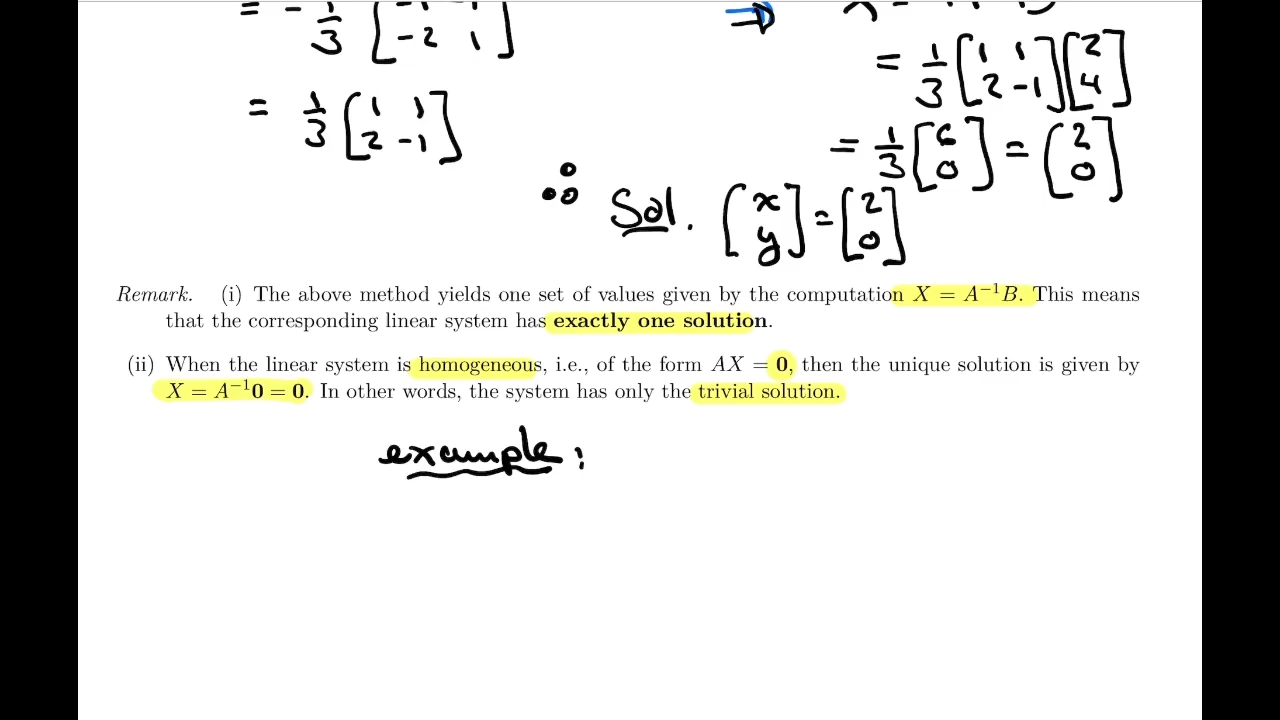 = - 1/3 [ -2 1 ]
= 1/3 [ 1 1 2 -1 ]
⇒
= 1/3 [ 1 1 2 -1 ] [ 2 4 ]
= 1/3 [ 6 0 ] = [ 2 0 ]
∴ Sol. [ x y ] = [ 2 0 ]
Remark. (i) The above method yields one set of values given by the computation X = A⁻¹B. This means
that the corresponding linear system has exactly one solution.
(ii) When the linear system is homogeneous, i.e., of the form AX = 0, then the unique solution is given by
X = A⁻¹0 = 0. In other words, the system has only the trivial solution.
example: